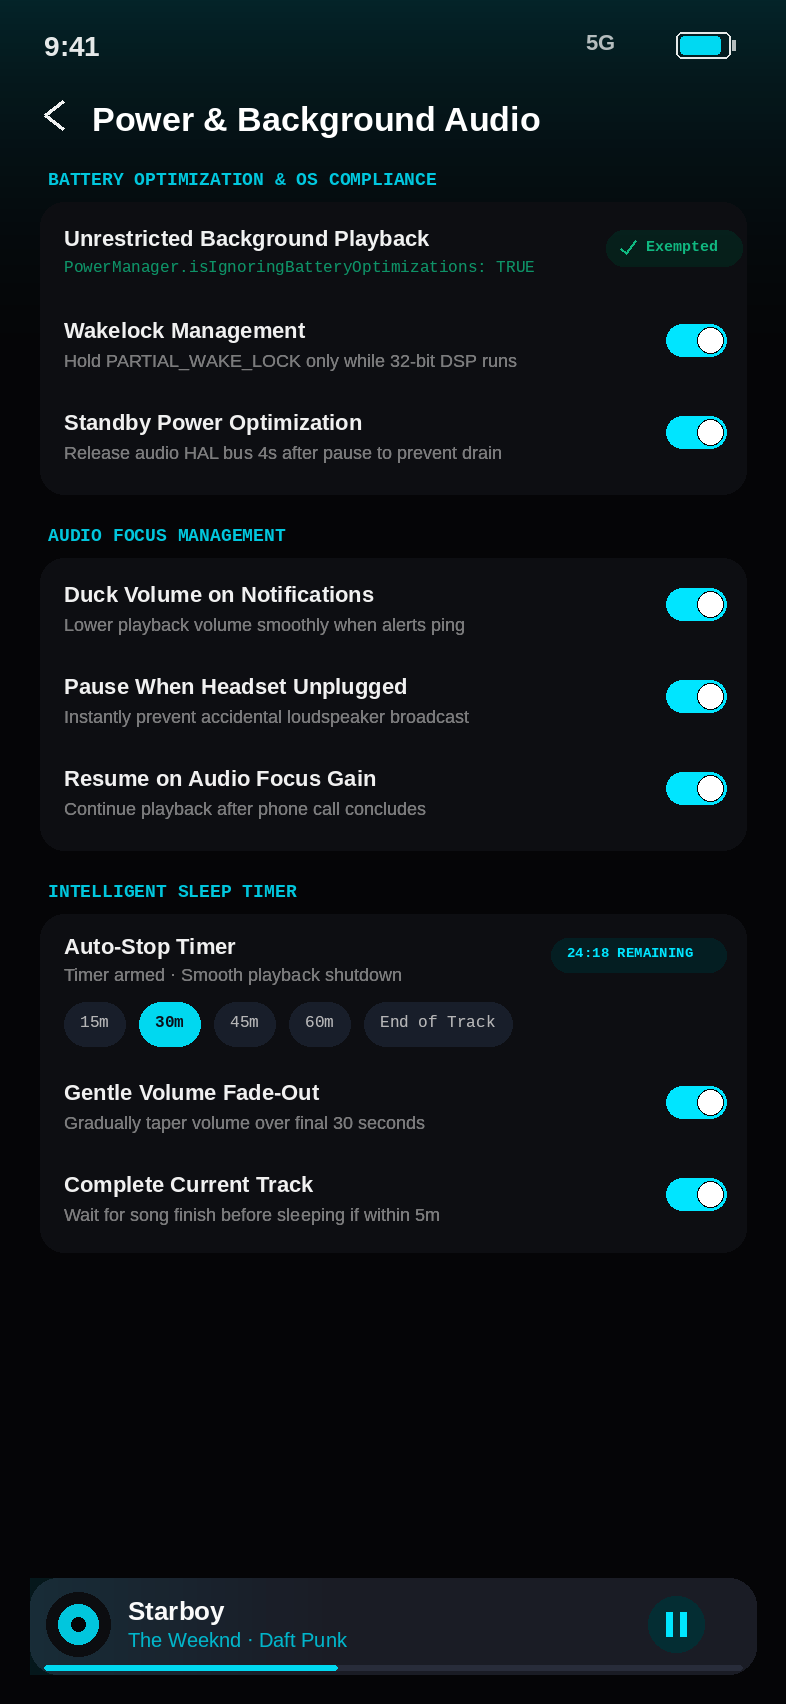 9:41
5G
Power & Background Audio
BATTERY OPTIMIZATION & OS COMPLIANCE
Unrestricted Background Playback
Exempted
PowerManager.isIgnoringBatteryOptimizations: TRUE
Wakelock Management
Hold PARTIAL_WAKE_LOCK only while 32-bit DSP runs
Standby Power Optimization
Release audio HAL bus 4s after pause to prevent drain
AUDIO FOCUS MANAGEMENT
Duck Volume on Notifications
Lower playback volume smoothly when alerts ping
Pause When Headset Unplugged
Instantly prevent accidental loudspeaker broadcast
Resume on Audio Focus Gain
Continue playback after phone call concludes
INTELLIGENT SLEEP TIMER
Auto-Stop Timer
24:18 REMAINING
Timer armed · Smooth playback shutdown
15m 30m 45m 60m End of Track
Gentle Volume Fade-Out
Gradually taper volume over final 30 seconds
Complete Current Track
Wait for song finish before sleeping if within 5m
Starboy
The Weeknd · Daft Punk